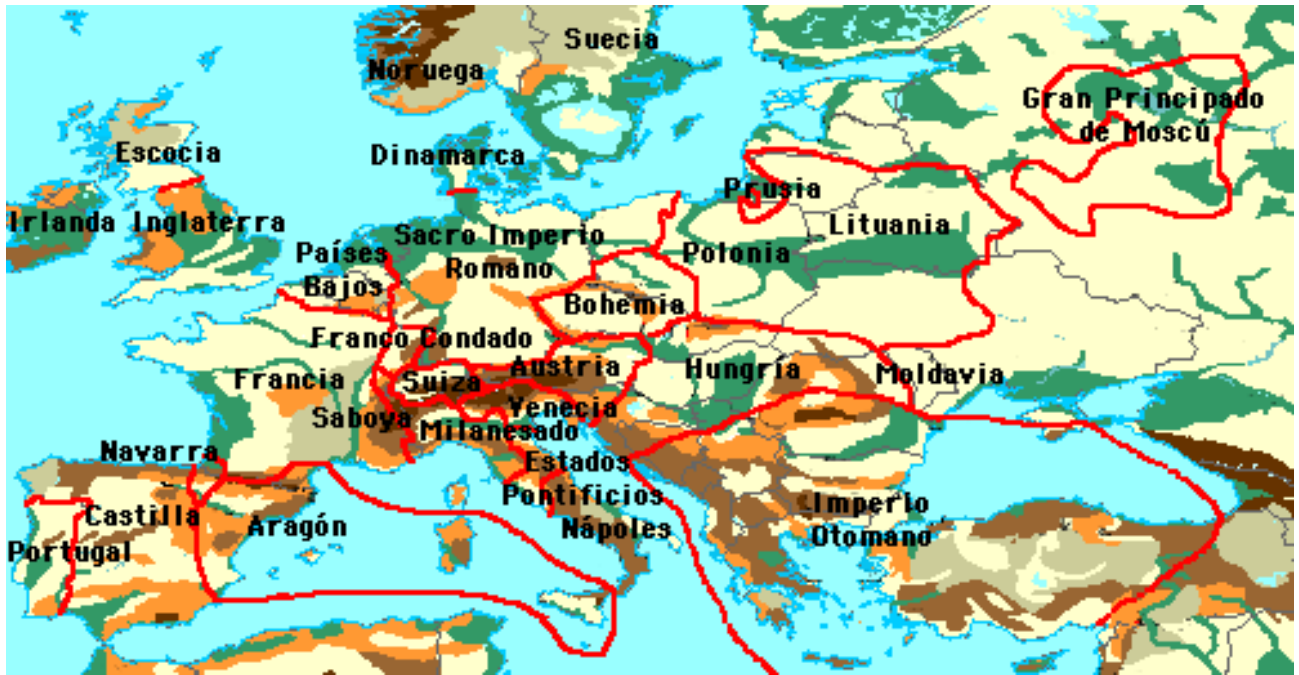 Suecia
Noruega
Gran Principado
de Moscú
Escocia
Dinamarca
Prusia
Irlanda Inglaterra
Lituania
Sacro Imperio
Romano
Países
Bajos
Polonia
Bohemia
Franco Condado
Austria
Hungría
Moldavia
Francia
Suiza
Saboya
Venecia
Milanesado
Navarra
Estados
Pontificios
Castilla
Aragón
Nápoles
Imperio
Otomano
Portugal